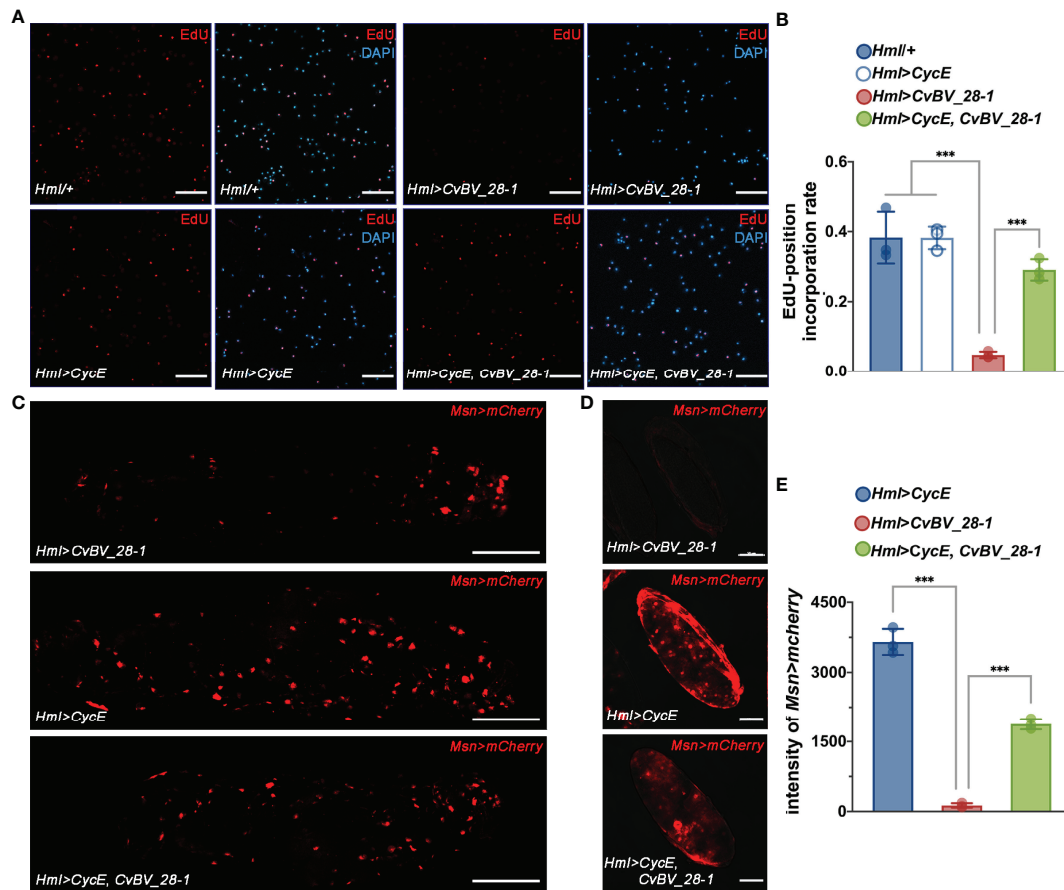 A
EdU
EdU
DAPI
EdU
EdU
DAPI
Hml/+
Hml/+
Hml>CvBV_28-1
Hml>CvBV_28-1
EdU
EdU
DAPI
EdU
EdU
DAPI
Hml>CycE
Hml>CycE
Hml>CycE, CvBV_28-1
Hml>CycE, CvBV_28-1
B
Hml/+
Hml>CycE
Hml>CvBV_28-1
Hml>CycE, CvBV_28-1
EdU-position
incorporation rate
0.6
0.4
0.2
0.0
***
***
C
Msn>mCherry
Hml>CvBV_28-1
Msn>mCherry
Hml>CycE
Msn>mCherry
Hml>CycE, CvBV_28-1
D
Msn>mCherry
Hml>CvBV_28-1
Msn>mCherry
Hml>CycE
Msn>mCherry
Hml>CycE,
CvBV_28-1
E
Hml>CycE
Hml>CvBV_28-1
Hml>CycE, CvBV_28-1
intensity of Msn>mcherry
4500
3000
1500
0
***
***